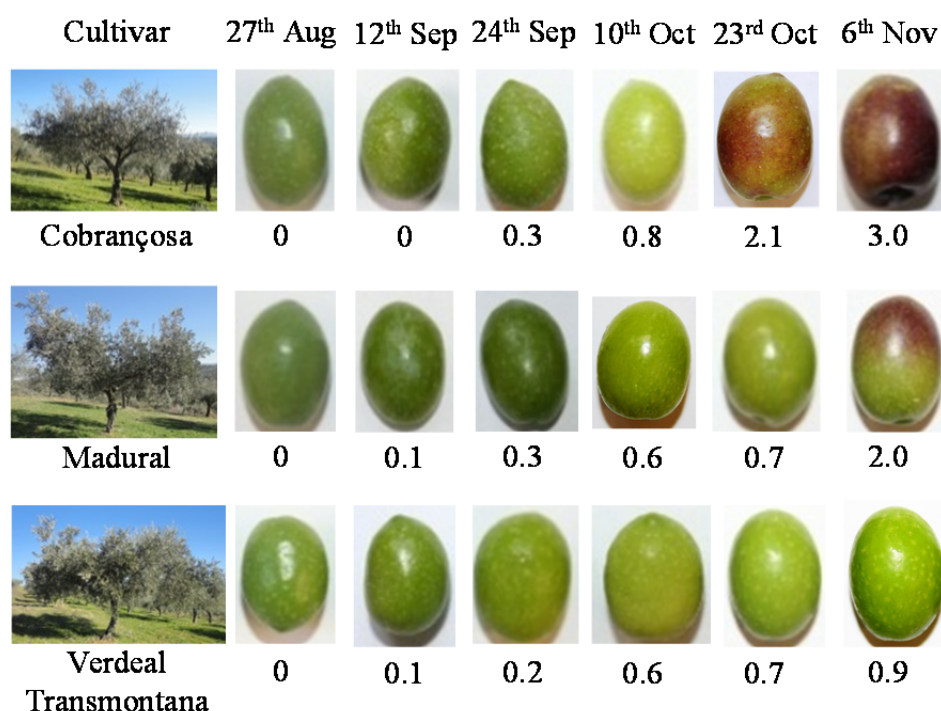 Cultivar 27th Aug 12th Sep 24th Sep 10th Oct 23rd Oct 6th Nov
Cobrançosa 0 0 0.3 0.8 2.1 3.0
Madural 0 0.1 0.3 0.6 0.7 2.0
Verdeal
Transmontana 0 0.1 0.2 0.6 0.7 0.9